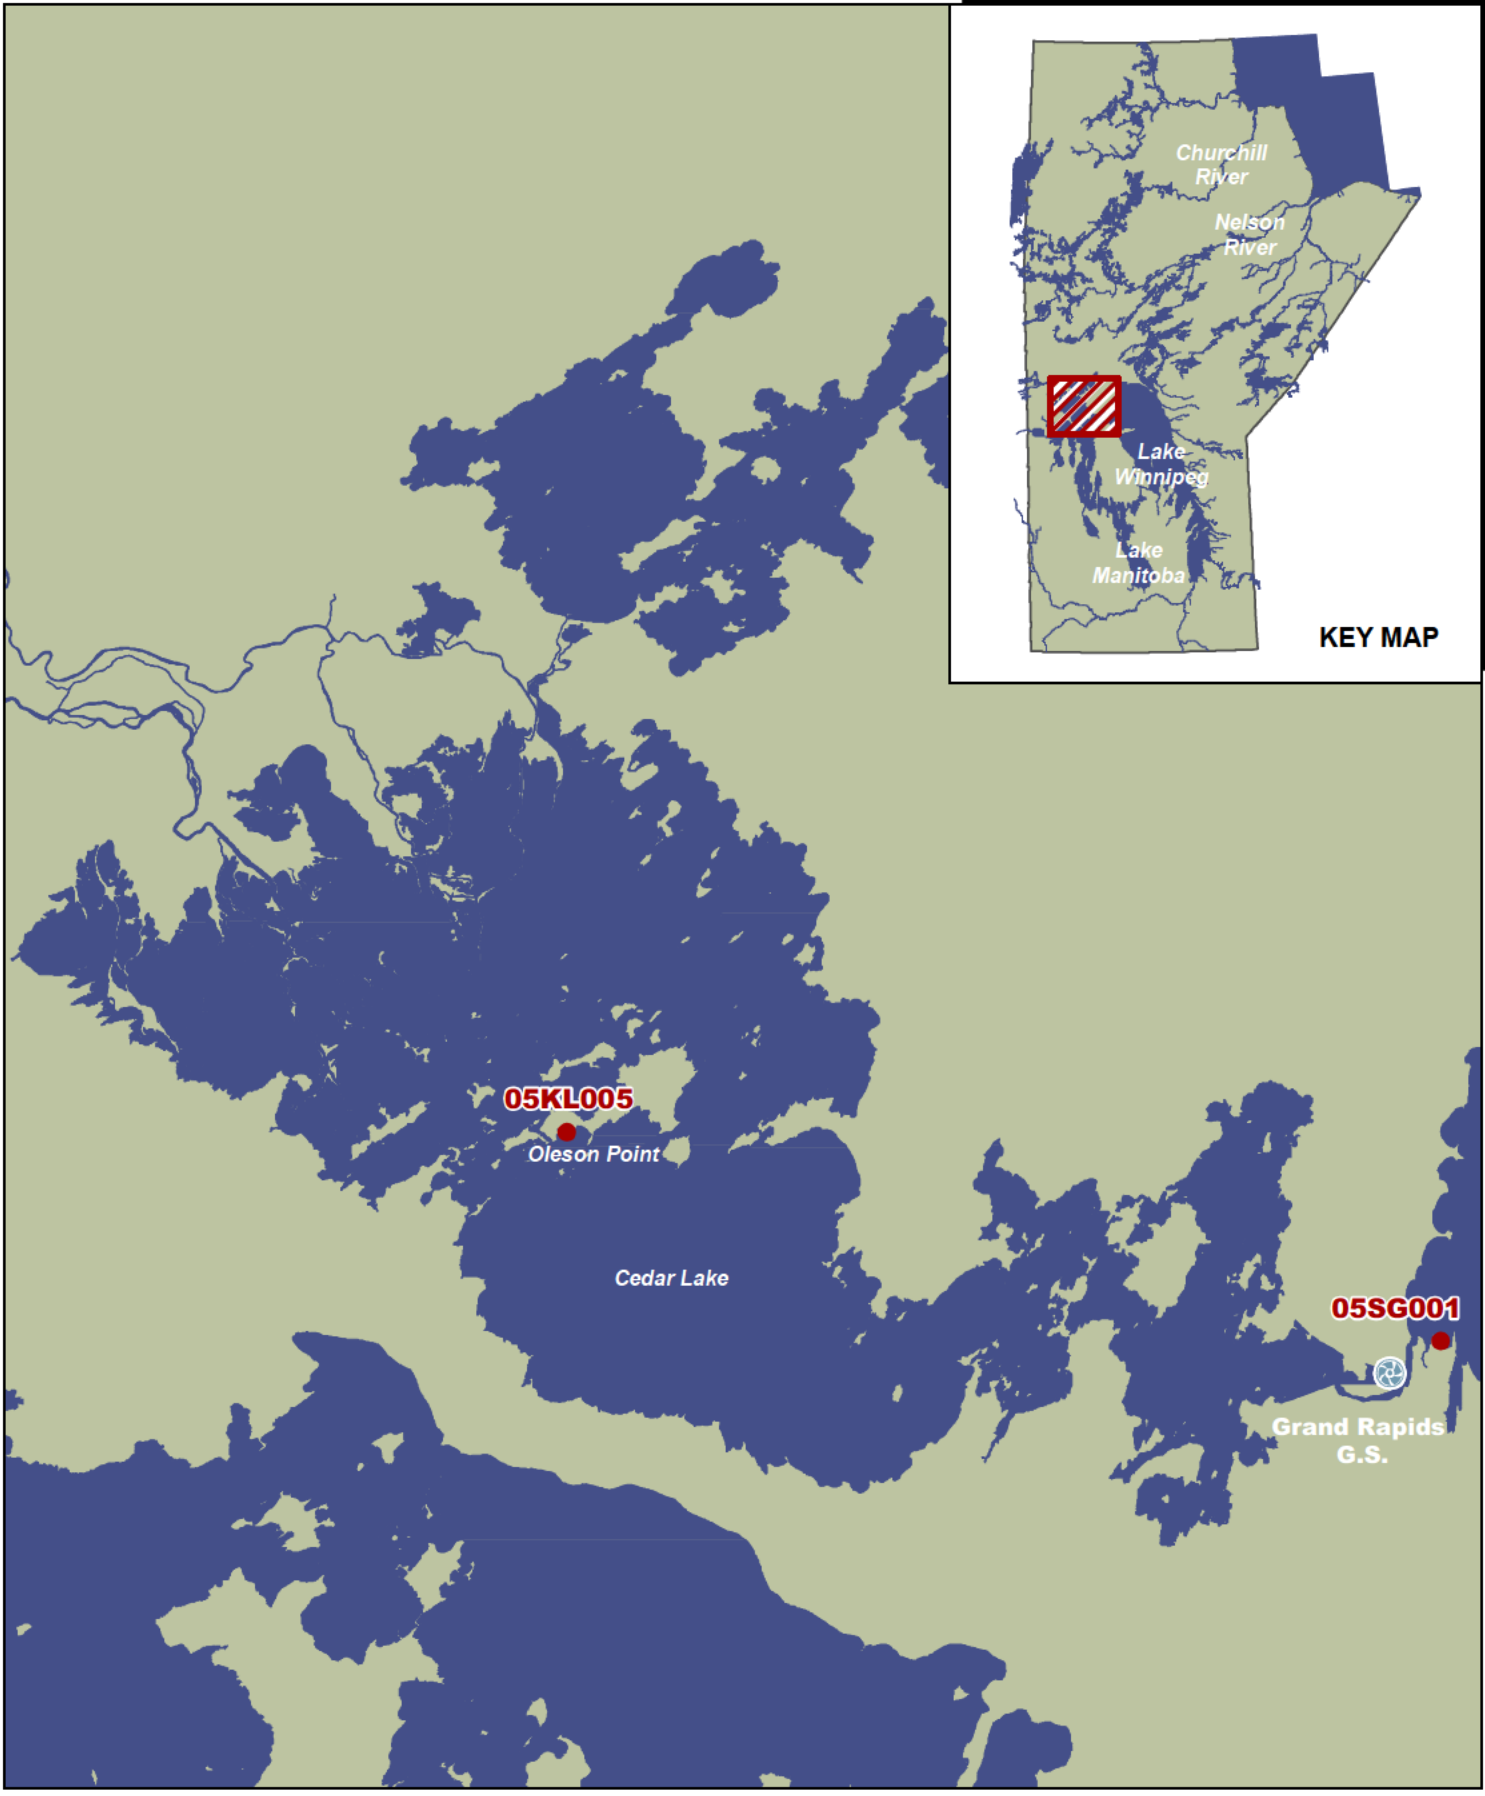 Churchill
River
Nelson
River
Lake
Winnipeg
Lake
Manitoba
KEY MAP
05KL005
Oleson Point
Cedar Lake
05SG001
Grand Rapids
G.S.